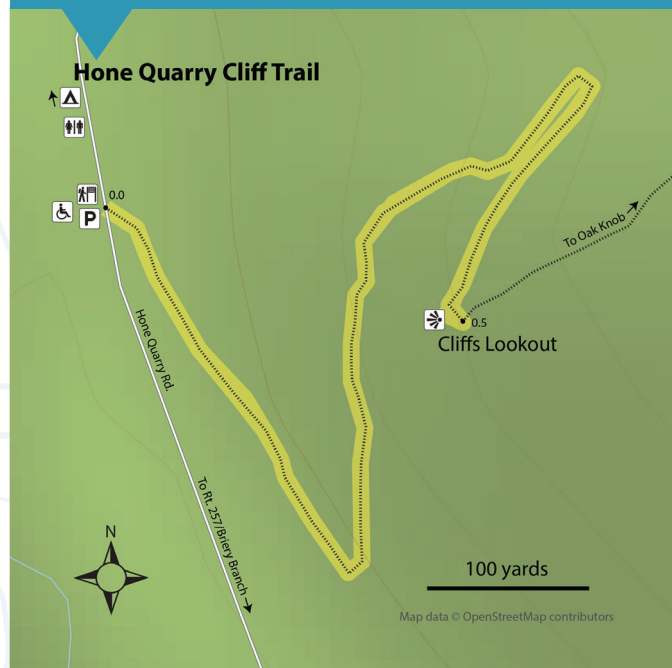 Hone Quarry Cliff Trail
0.0
P
To Oak Knob
0.5
Cliffs Lookout
Hone Quarry Rd.
To Rt. 257/Briery Branch
N
100 yards
Map data © OpenStreetMap contributors